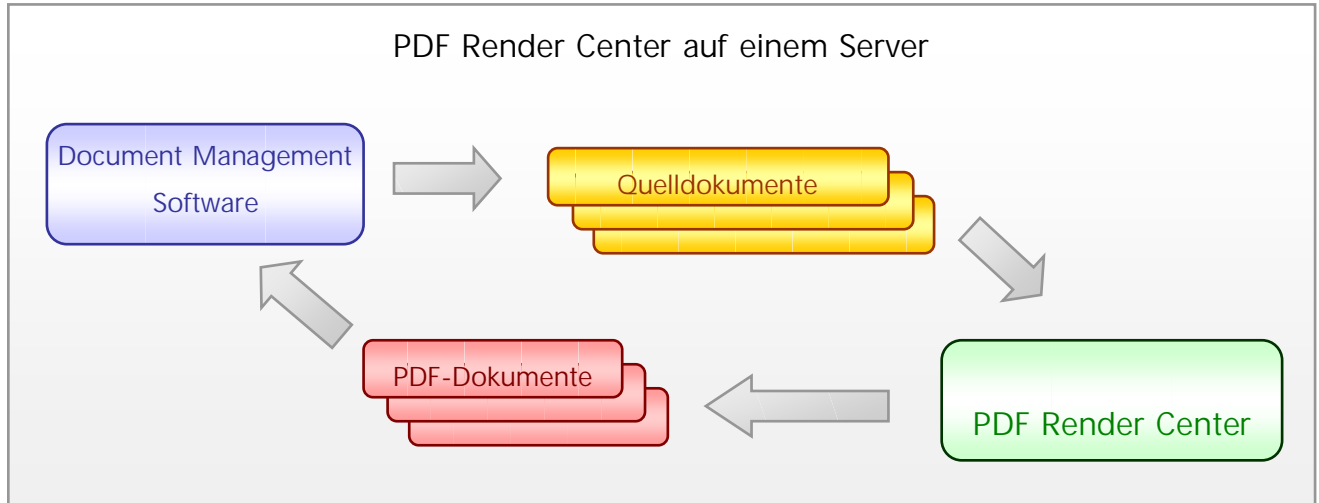 PDF Render Center auf einem Server
Document Management
Software
Quelldokumente
PDF-Dokumente
PDF Render Center